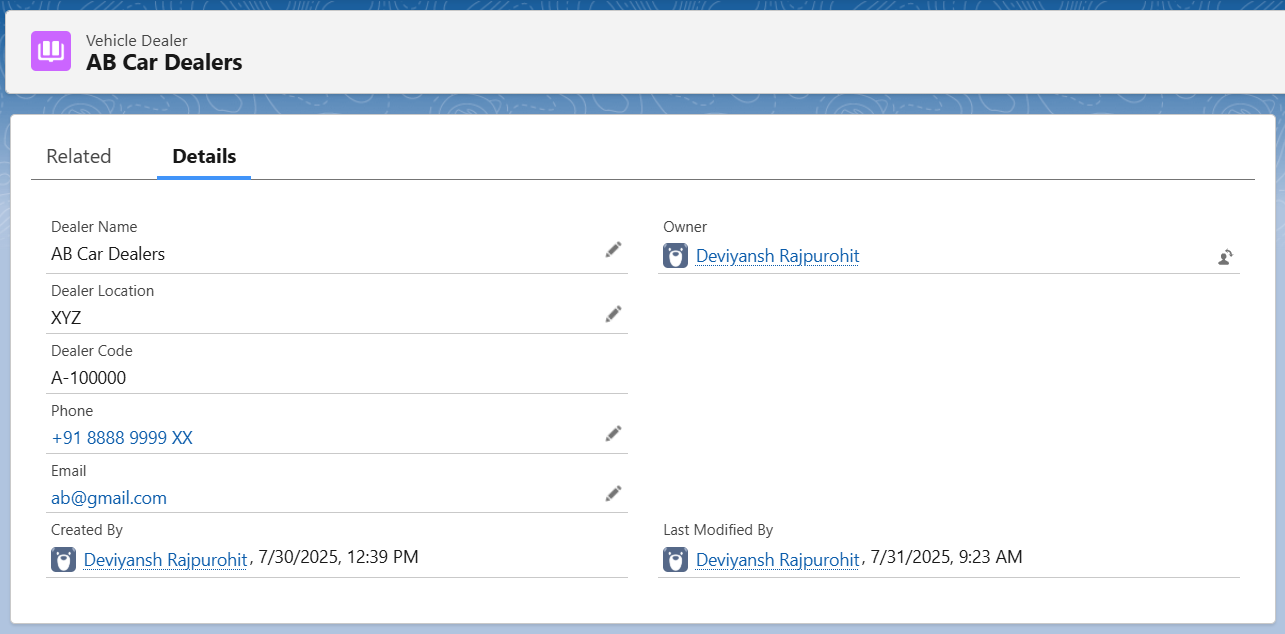 Vehicle Dealer
AB Car Dealers
Related
Details
Dealer Name
AB Car Dealers
Owner
Deviyansh Rajpurohit
Dealer Location
XYZ
Dealer Code
A-100000
Phone
+91 8888 9999 XX
Email
ab@gmail.com
Created By
Deviyansh Rajpurohit, 7/30/2025, 12:39 PM
Last Modified By
Deviyansh Rajpurohit, 7/31/2025, 9:23 AM